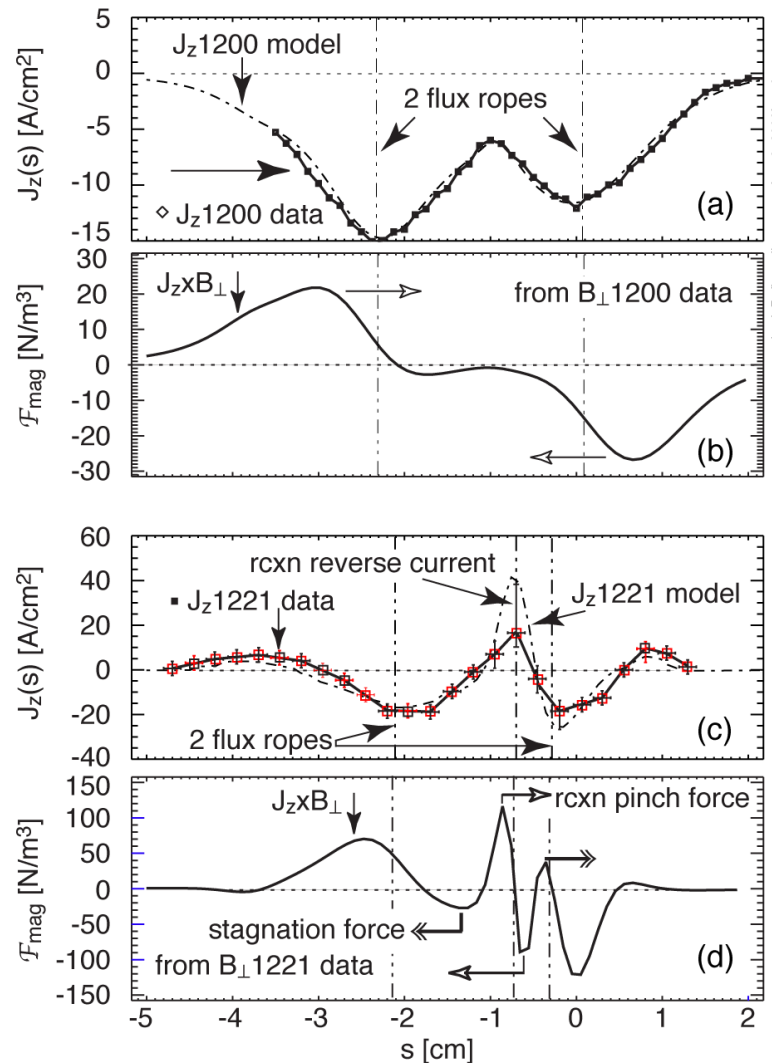 5
0
-5
-10
-15
J_z(s) [A/cm²]
J_z1200 model
2 flux ropes
◇ J_z1200 data
(a)
30
20
10
0
-10
-20
-30
ℱ_mag [N/m³]
J_zxB_⊥
from B_⊥1200 data
(b)
60
40
20
0
-20
-40
J_z(s) [A/cm²]
rcxn reverse current
▪ J_z1221 data
J_z1221 model
2 flux ropes
(c)
150
100
50
0
-50
-100
-150
ℱ_mag [N/m³]
J_zxB_⊥
rcxn pinch force
stagnation force
from B_⊥1221 data
(d)
-5 -4 -3 -2 -1 0 1 2
s [cm]